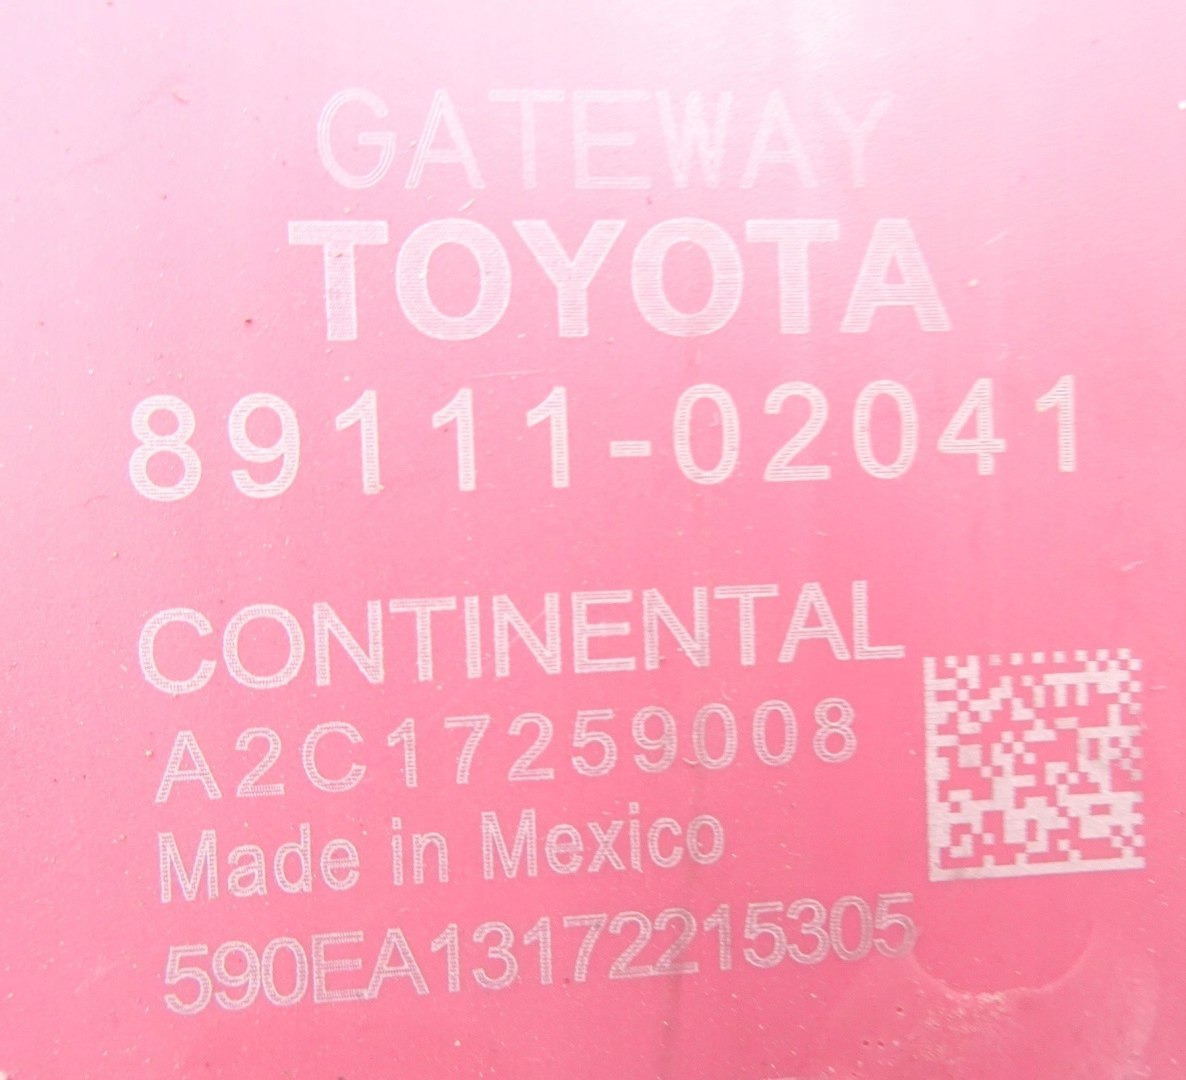 GATEWAY
TOYOTA
89111-02041
CONTINENTAL
A2C17259008
Made in Mexico
590EA13172215305